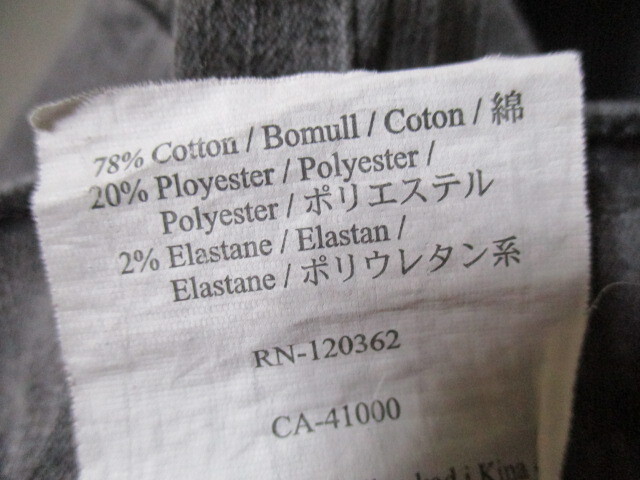 78% Cotton / Bomull / Coton / 綿
20% Ployester / Polyester /
Polyester / ポリエステル
2% Elastane / Elastan /
Elastane / ポリウレタン系
RN-120362
CA-41000
i Kina